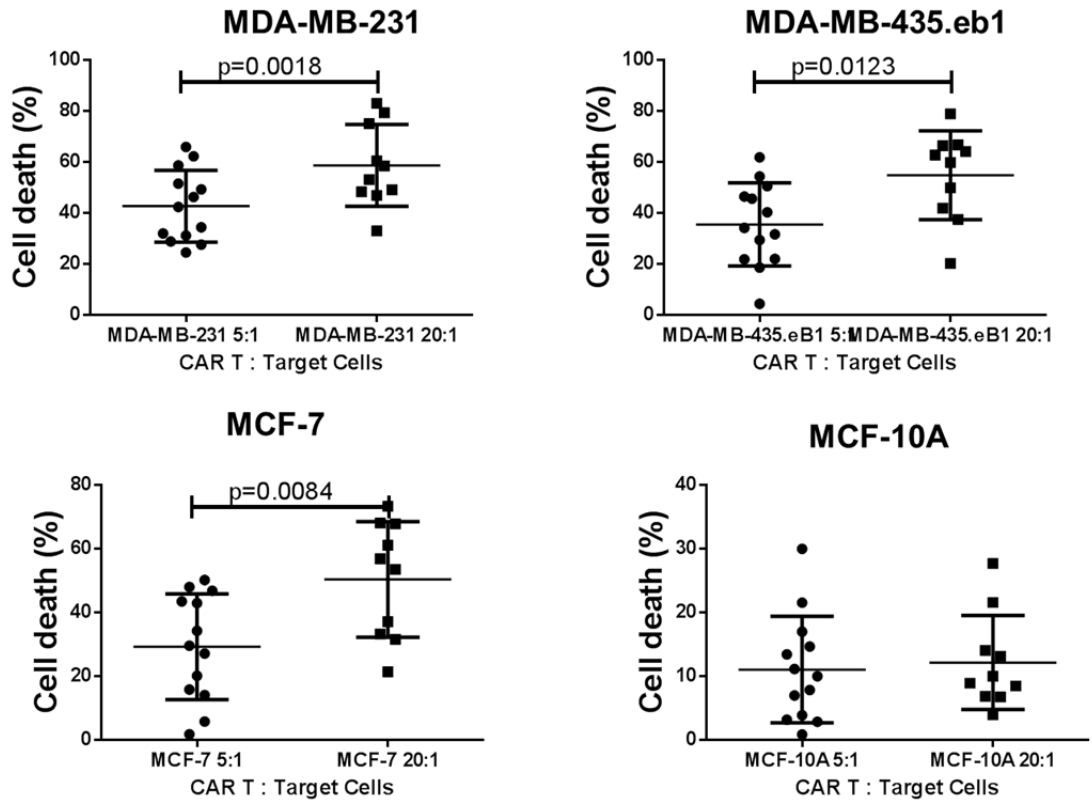 MDA-MB-231
Cell death (%)
100
80
60
40
20
0
p=0.0018
MDA-MB-231 5:1
MDA-MB-231 20:1
CAR T : Target Cells
MDA-MB-435.eb1
Cell death (%)
100
80
60
40
20
0
p=0.0123
MDA-MB-435.eB1 5:1
MDA-MB-435.eB1 20:1
CAR T : Target Cells
MCF-7
Cell death (%)
80
60
40
20
0
p=0.0084
MCF-7 5:1
MCF-7 20:1
CAR T : Target Cells
MCF-10A
Cell death (%)
40
30
20
10
0
MCF-10A 5:1
MCF-10A 20:1
CAR T : Target Cells